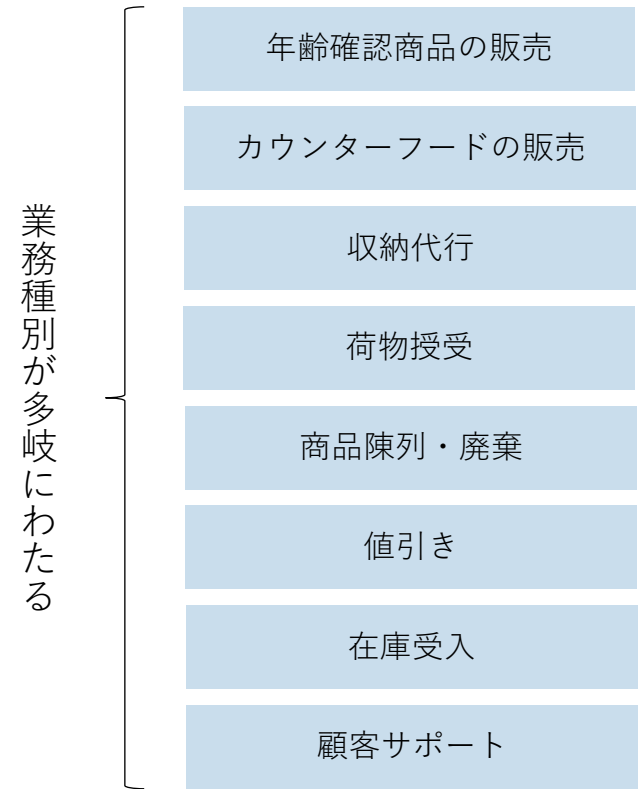 業務種別が多岐にわたる
年齢確認商品の販売
カウンターフードの販売
収納代行
荷物授受
商品陳列・廃棄
値引き
在庫受入
顧客サポート